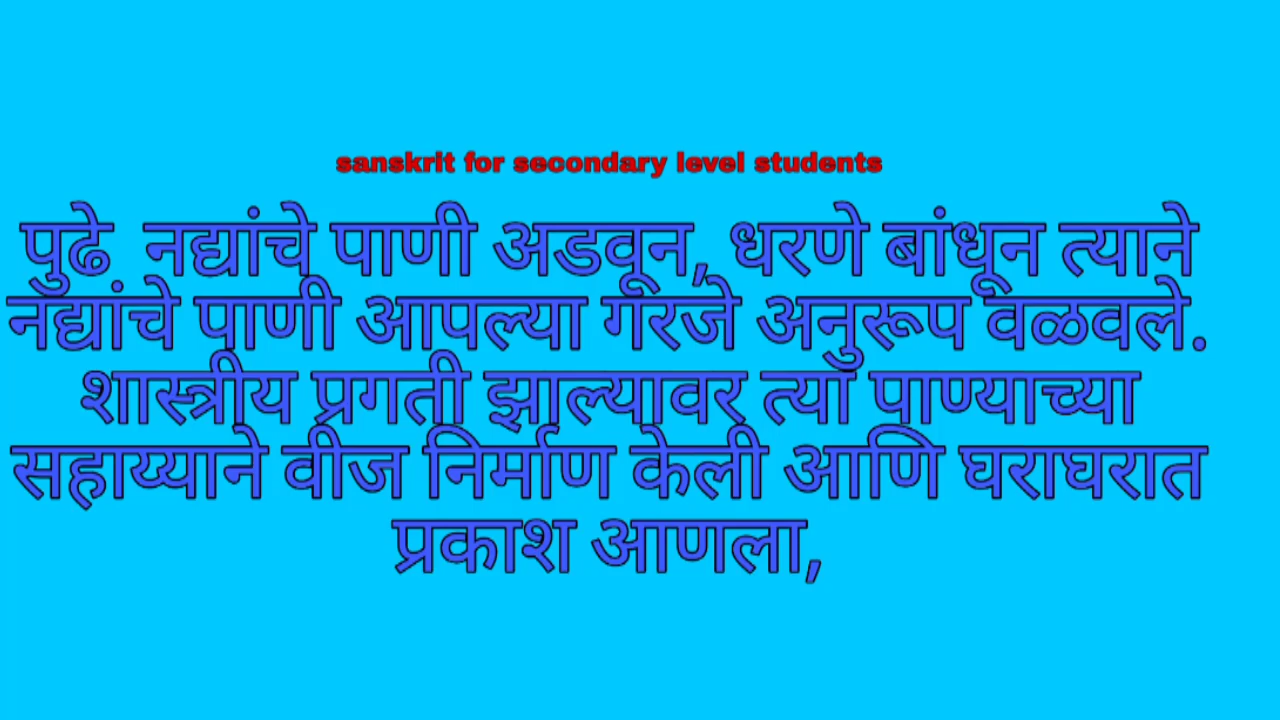 sanskrit for secondary level students
पुढे नद्यांचे पाणी अडवून, धरणे बांधून त्याने
नद्यांचे पाणी आपल्या गरजे अनुरूप वळवले.
शास्त्रीय प्रगती झाल्यावर त्या पाण्याच्या
सहाय्याने वीज निर्माण केली आणि घराघरात
प्रकाश आणला,